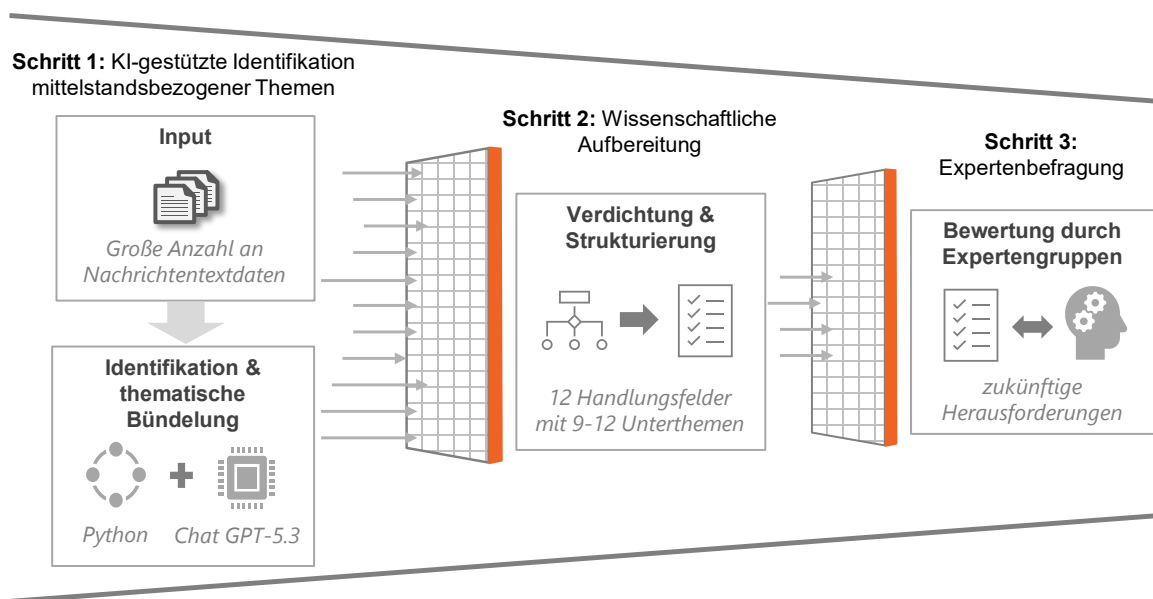 Schritt 1: KI-gestützte Identifikation
mittelstandsbezogener Themen
Input
Große Anzahl an
Nachrichtentextdaten
Identifikation &
thematische
Bündelung
Python
Chat GPT-5.3
Schritt 2: Wissenschaftliche
Aufbereitung
Verdichtung &
Strukturierung
12 Handlungsfelder
mit 9-12 Unterthemen
Schritt 3:
Expertenbefragung
Bewertung durch
Expertengruppen
zukünftige
Herausforderungen